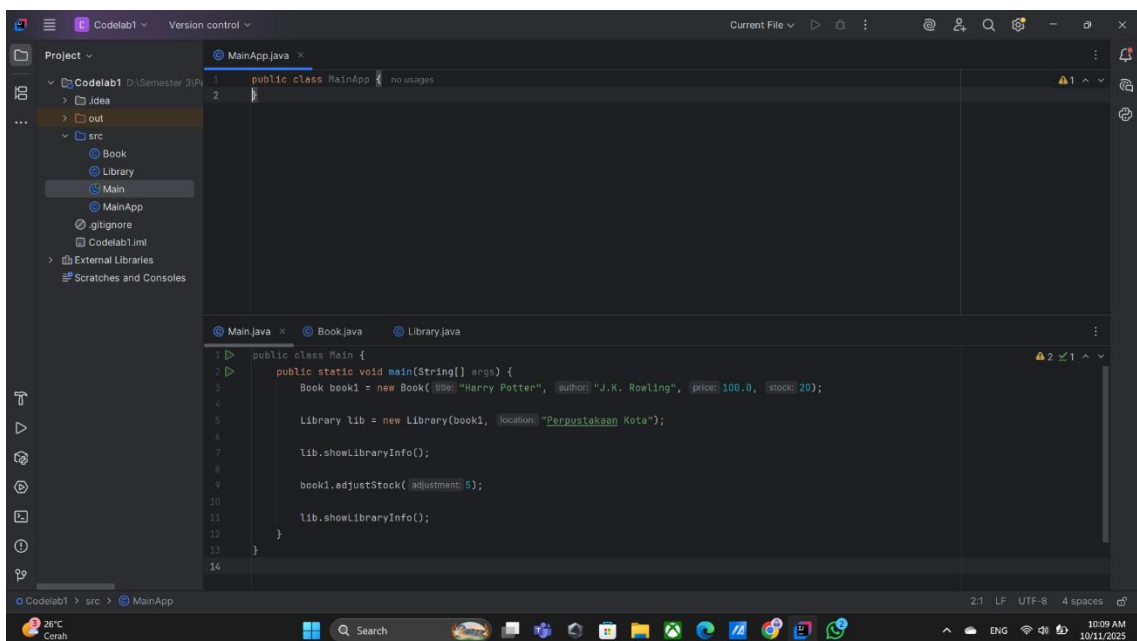 C Codelab1 Version control Current File
Project
MainApp.java
Codelab1 D:\Semester 3\Pe
.idea
out
src
Book
Library
Main
MainApp
.gitignore
Codelab1.iml
External Libraries
Scratches and Consoles
1 public class MainApp { no usages
2 }
1
Main.java Book.java Library.java
1 public class Main {
2 public static void main(String[] args) {
3 Book book1 = new Book( title: "Harry Potter", author: "J.K. Rowling", price: 100.0, stock: 20);
4
5 Library lib = new Library(book1, location: "Perpustakaan Kota");
6
7 lib.showLibraryInfo();
8
9 book1.adjustStock( adjustment: 5);
10
11 lib.showLibraryInfo();
12 }
13 }
14
2 1
Codelab1 > src > MainApp
2:1 LF UTF-8 4 spaces
3 26°C
Cerah
Search
ENG
10:09 AM
10/11/2025